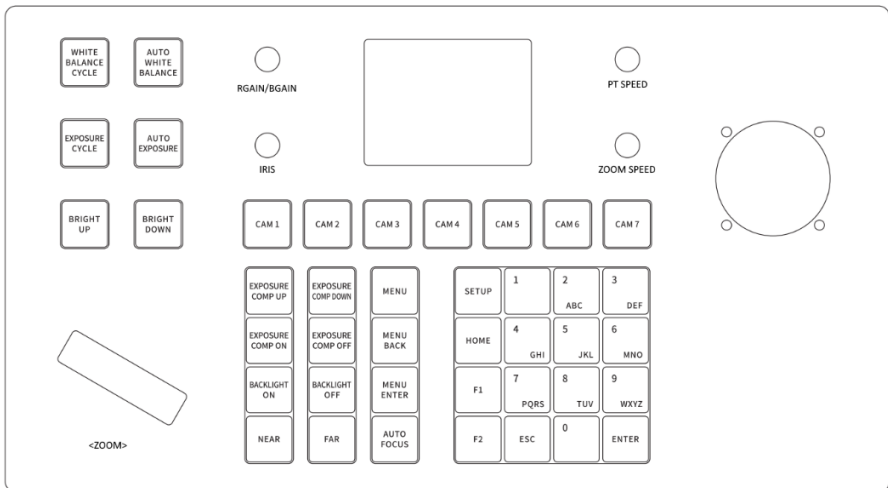 WHITE
BALANCE
CYCLE
AUTO
WHITE
BALANCE
RGAIN/BGAIN
PT SPEED
EXPOSURE
CYCLE
AUTO
EXPOSURE
IRIS
ZOOM SPEED
BRIGHT
UP
BRIGHT
DOWN
CAM 1
CAM 2
CAM 3
CAM 4
CAM 5
CAM 6
CAM 7
EXPOSURE
COMP UP
EXPOSURE
COMP DOWN
MENU
SETUP
1
2
ABC
3
DEF
EXPOSURE
COMP ON
EXPOSURE
COMP OFF
MENU
BACK
HOME
4
GHI
5
JKL
6
MNO
BACKLIGHT
ON
BACKLIGHT
OFF
MENU
ENTER
F1
7
PQRS
8
TUV
9
WXYZ
NEAR
FAR
AUTO
FOCUS
F2
ESC
0
ENTER
<ZOOM>